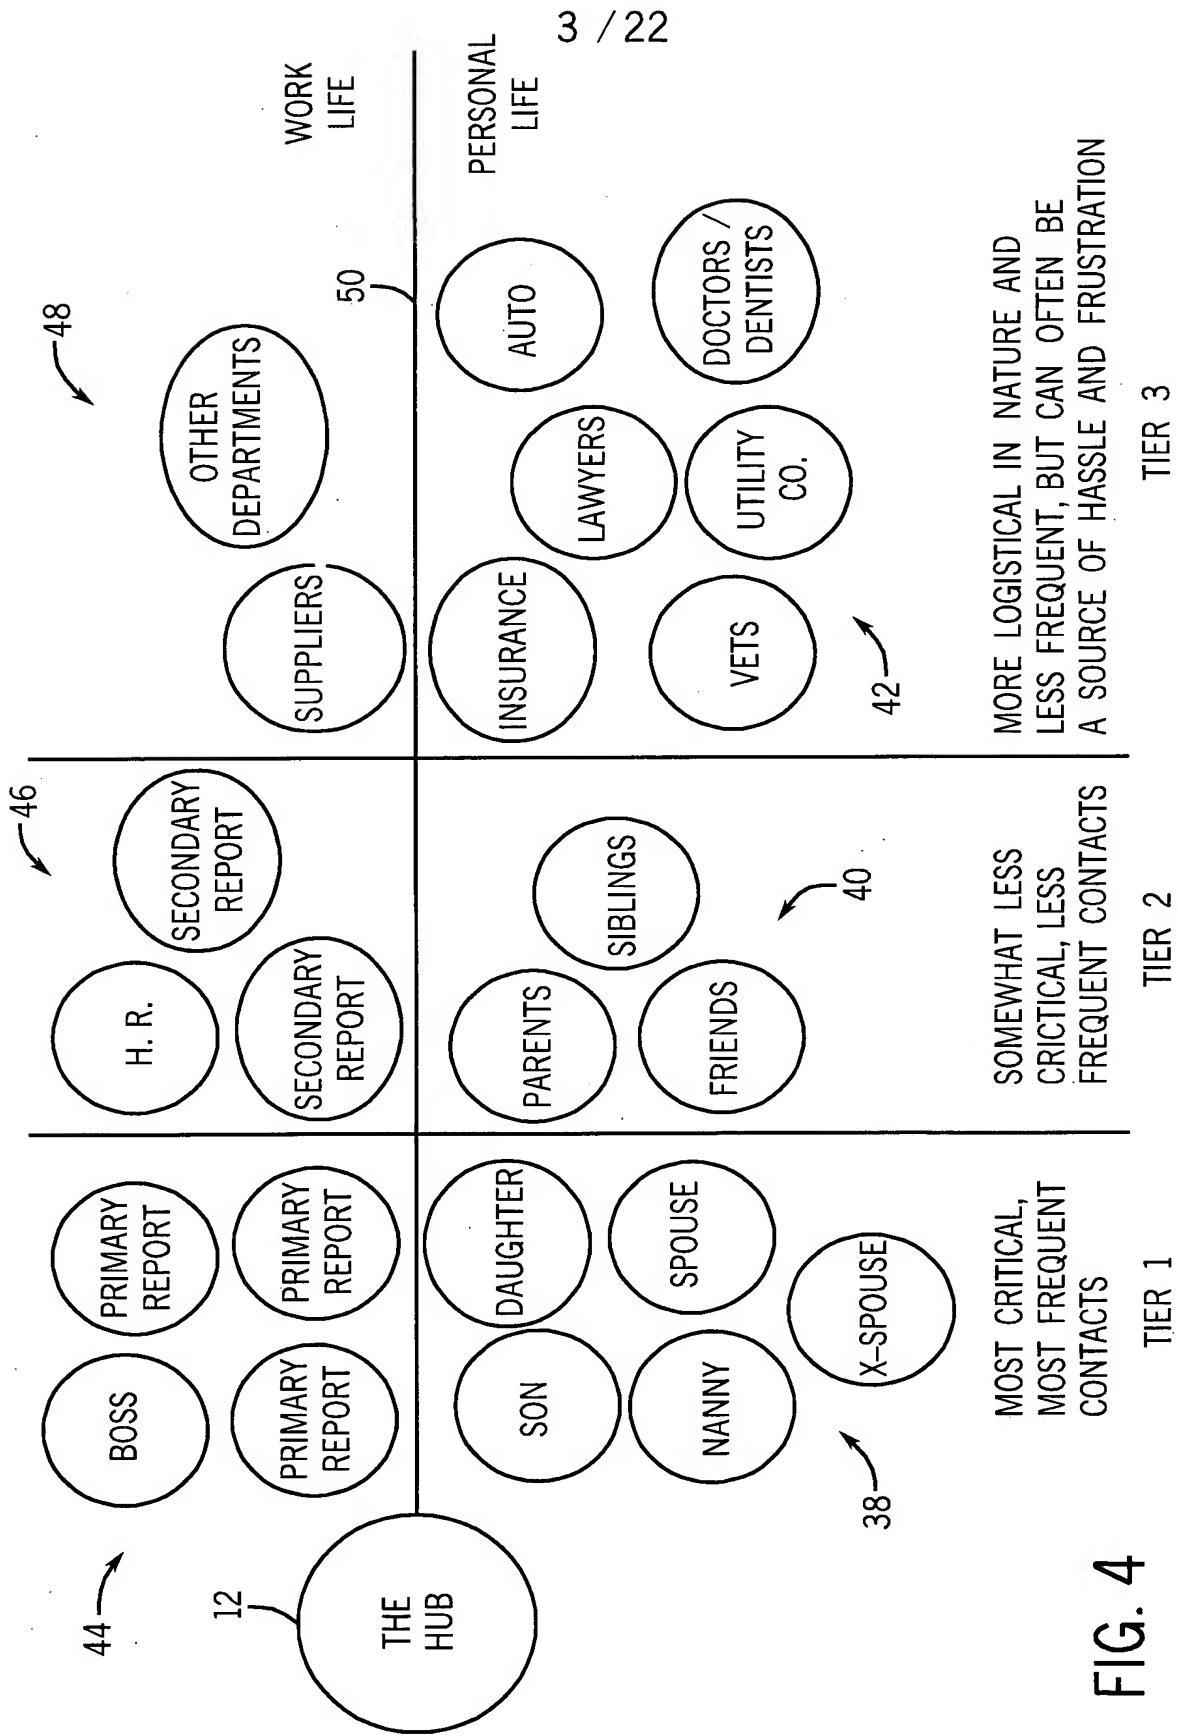 3 / 22
WORK
LIFE
PERSONAL
LIFE
44
12
THE
HUB
BOSS
PRIMARY
REPORT
PRIMARY
REPORT
PRIMARY
REPORT
46
H. R.
SECONDARY
REPORT
SECONDARY
REPORT
48
SUPPLIERS
OTHER
DEPARTMENTS
50
SON
DAUGHTER
NANNY
SPOUSE
X-SPOUSE
38
PARENTS
SIBLINGS
FRIENDS
40
INSURANCE
LAWYERS
AUTO
VETS
UTILITY
CO.
DOCTORS /
DENTISTS
42
MOST CRITICAL,
MOST FREQUENT
CONTACTS
TIER 1
SOMEWHAT LESS
CRICTICAL, LESS
FREQUENT CONTACTS
TIER 2
MORE LOGISTICAL IN NATURE AND
LESS FREQUENT, BUT CAN OFTEN BE
A SOURCE OF HASSLE AND FRUSTRATION
TIER 3
FIG. 4